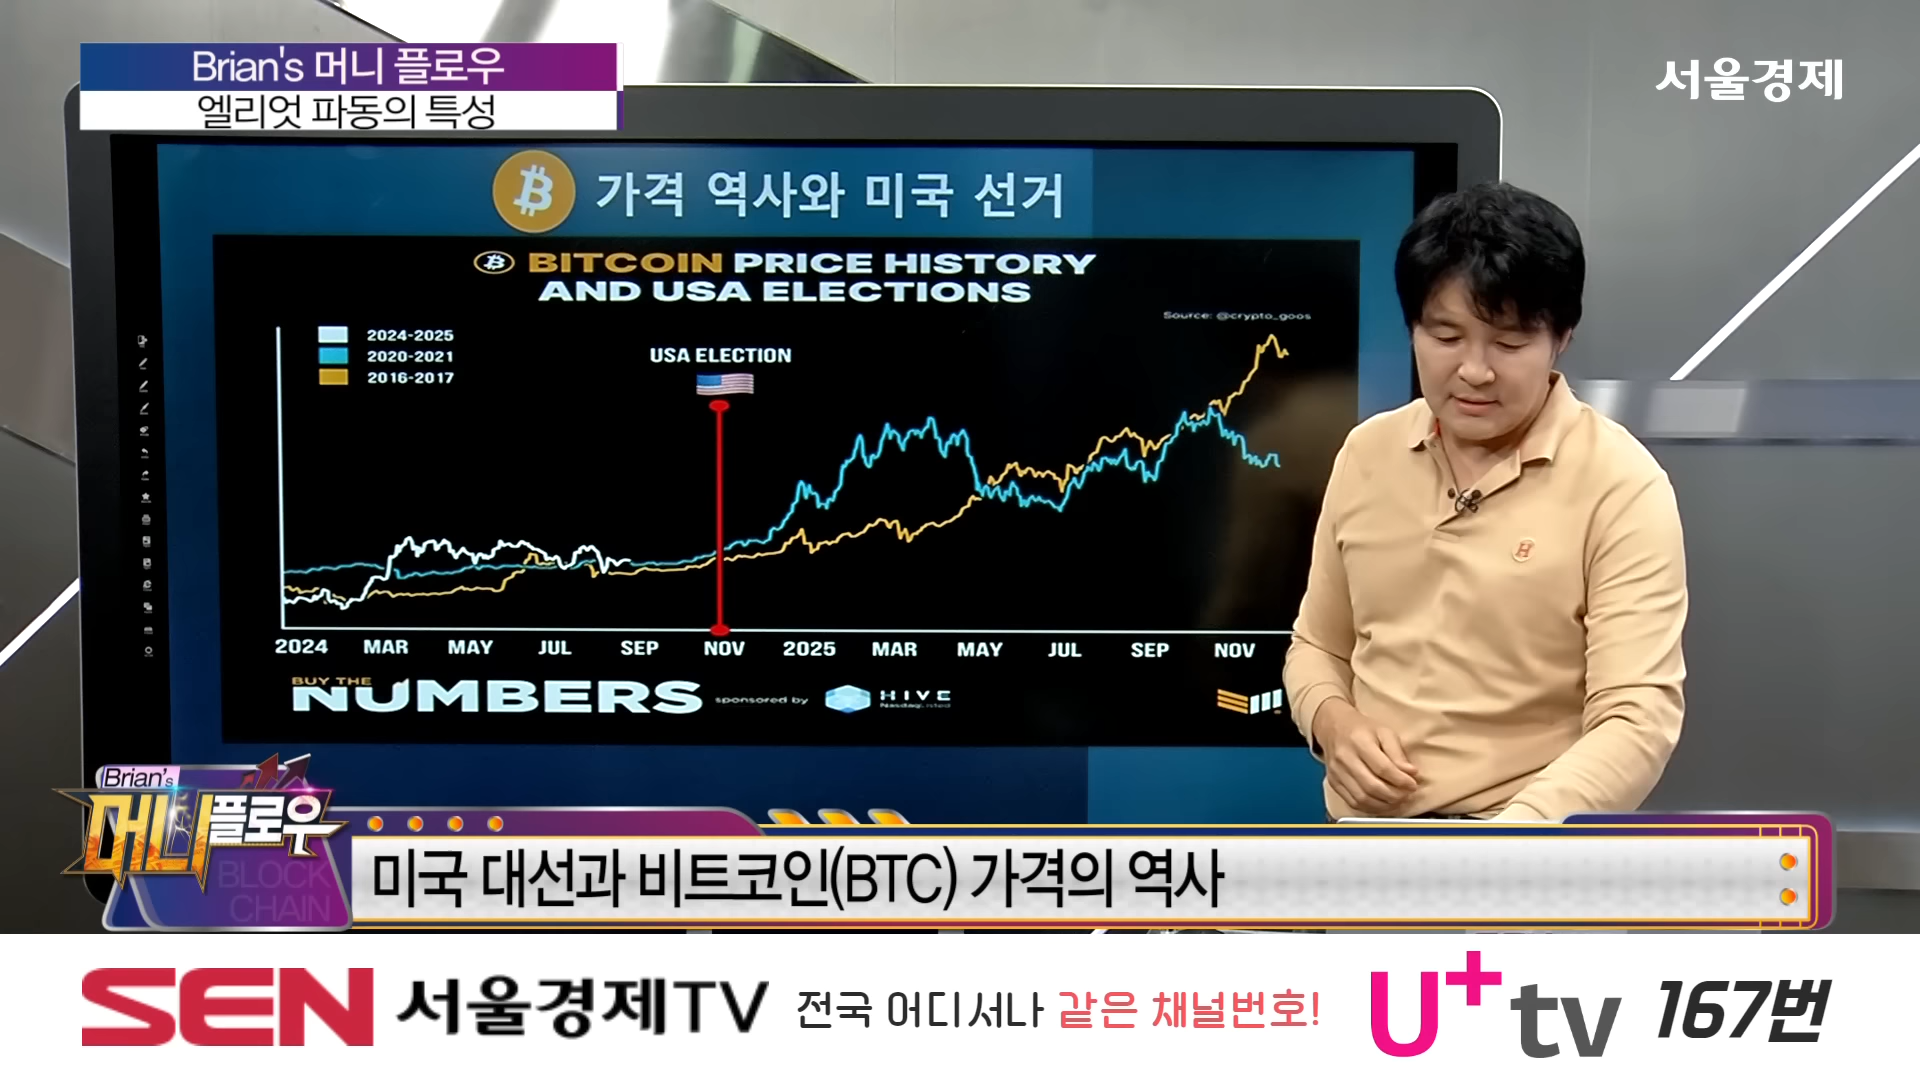 Brian's 머니 플로우
엘리엇 파동의 특성
서울경제
가격 역사와 미국 선거
BITCOIN PRICE HISTORY
AND USA ELECTIONS
Source: @crypto_goos
2024-2025
2020-2021
2016-2017
USA ELECTION
2024 MAR MAY JUL SEP NOV 2025 MAR MAY JUL SEP NOV
BUY THE
NUMBERS
sponsored by
HIVE
NasdaqListed
Brian's
머니플로우
BLOCK
CHAIN
미국 대선과 비트코인(BTC) 가격의 역사
SEN 서울경제TV 전국 어디서나 같은 채널번호! U+tv 167번